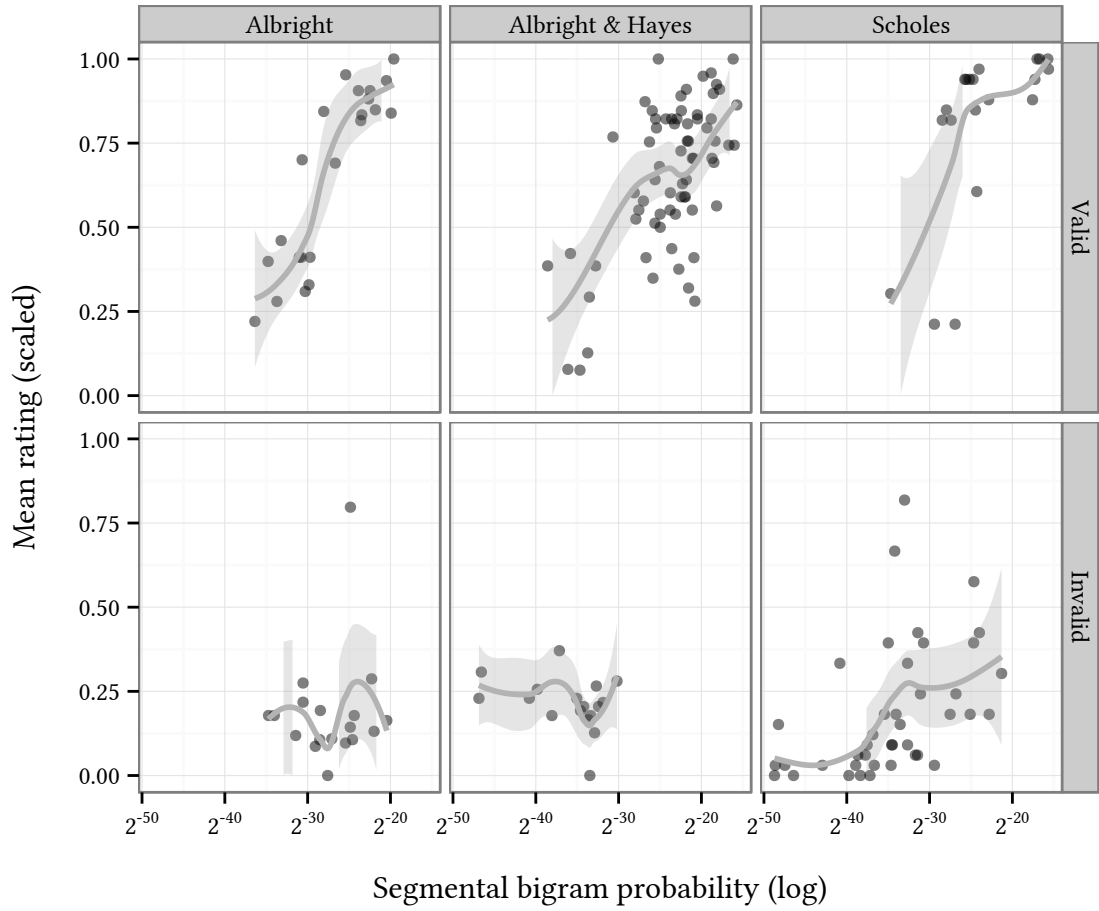 Albright Albright & Hayes Scholes
Mean rating (scaled)
1.00
0.75
0.50
0.25
0.00
Valid
1.00
0.75
0.50
0.25
0.00
Invalid
2⁻⁵⁰ 2⁻⁴⁰ 2⁻³⁰ 2⁻²⁰ 2⁻⁵⁰ 2⁻⁴⁰ 2⁻³⁰ 2⁻²⁰ 2⁻⁵⁰ 2⁻⁴⁰ 2⁻³⁰ 2⁻²⁰
Segmental bigram probability (log)